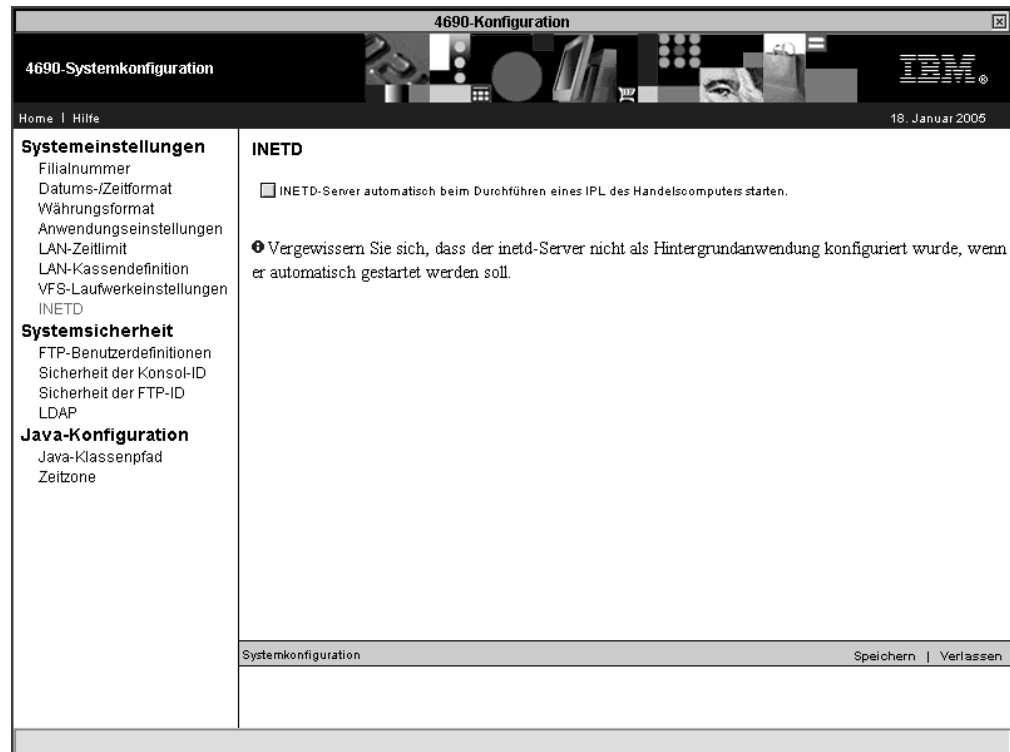 4690-Konfiguration
4690-Systemkonfiguration
IBM®
Home | Hilfe
18. Januar 2005
Systemeinstellungen
Filialnummer
Datums-/Zeitformat
Währungsformat
Anwendungseinstellungen
LAN-Zeitlimit
LAN-Kassendefinition
VFS-Laufwerkeinstellungen
INETD
Systemsicherheit
FTP-Benutzerdefinitionen
Sicherheit der Konsol-ID
Sicherheit der FTP-ID
LDAP
Java-Konfiguration
Java-Klassenpfad
Zeitzone
INETD
INETD-Server automatisch beim Durchführen eines IPL des Handelscomputers starten.
Vergewissern Sie sich, dass der inetd-Server nicht als Hintergrundanwendung konfiguriert wurde, wenn
er automatisch gestartet werden soll.
Systemkonfiguration
Speichern | Verlassen